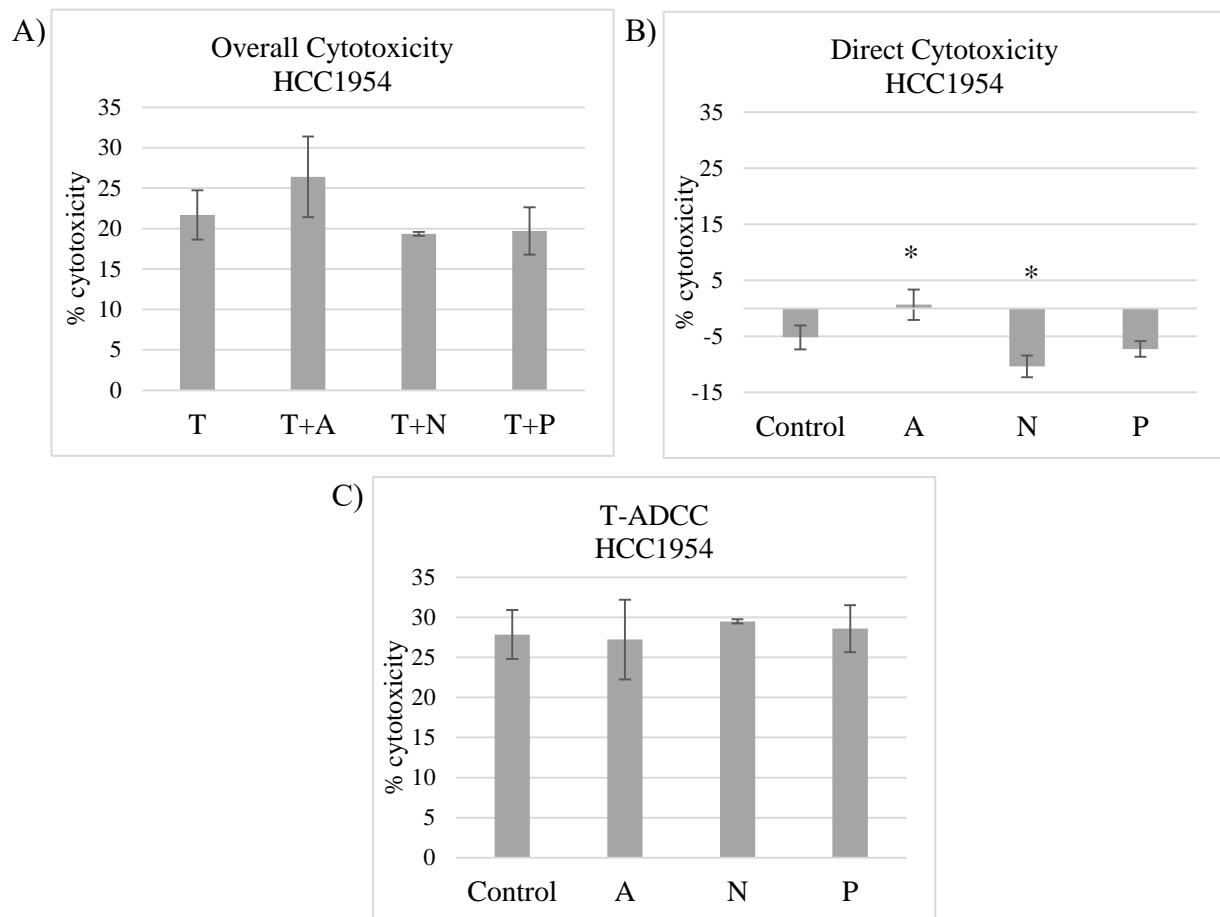 A)
Overall Cytotoxicity
HCC1954
% cytotoxicity
35
30
25
20
15
10
5
0
T T+A T+N T+P
B)
Direct Cytotoxicity
HCC1954
% cytotoxicity
35
25
15
5
-5
-15
* *
Control A N P
C)
T-ADCC
HCC1954
% cytotoxicity
35
30
25
20
15
10
5
0
Control A N P